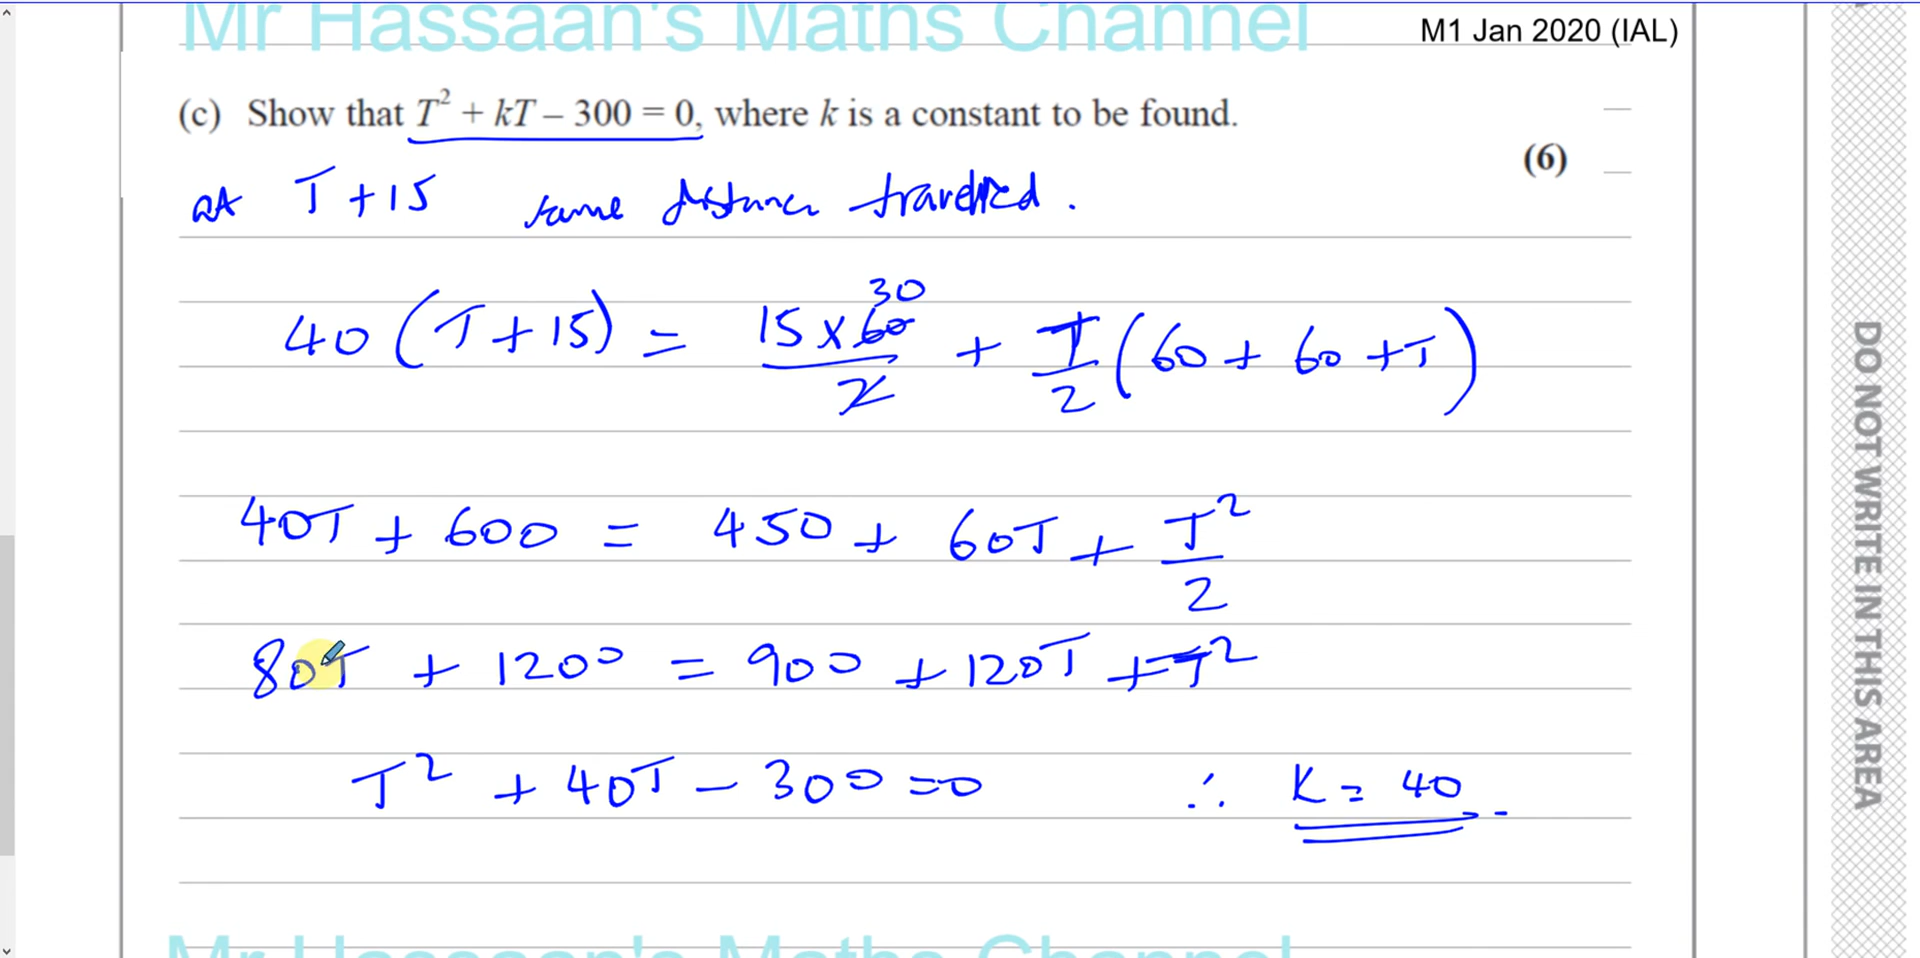 Mr Hassaan's Maths Channel
M1 Jan 2020 (IAL)
(c) Show that T² + kT – 300 = 0, where k is a constant to be found.
(6)
at T + 15 same distance travelled.
40 (T + 15) = 15 × 60 30 / 2 + T/2 (60 + 60 + T)
40T + 600 = 450 + 60T + T²/2
80T + 1200 = 900 + 120T + T²
T² + 40T – 300 = 0 ∴ K = 40
DO NOT WRITE IN THIS AREA
Mr Hassaan's Maths Channel